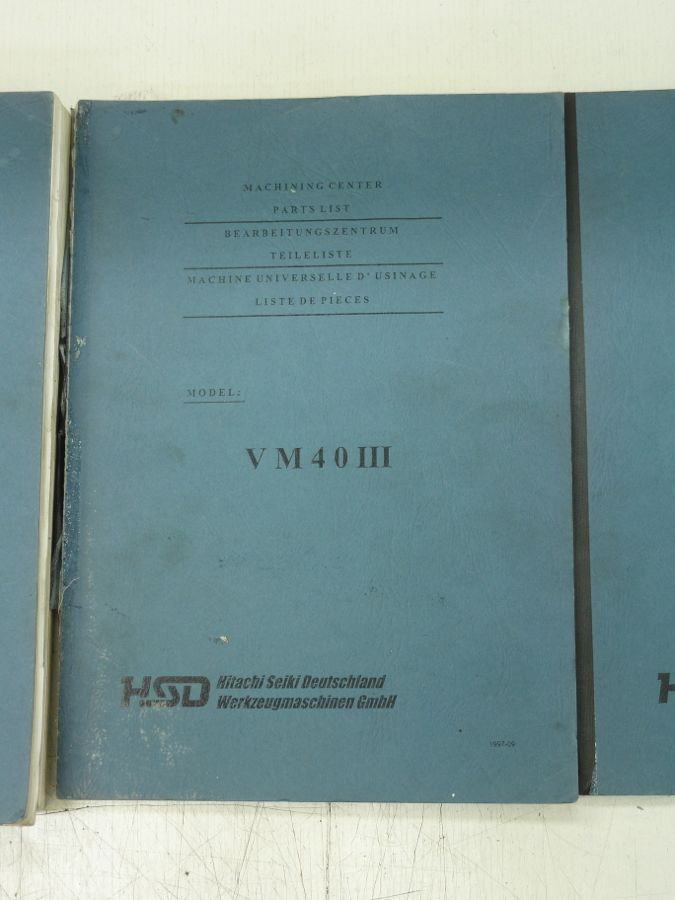 MACHINING CENTER
PARTS LIST
BEARBEITUNGSZENTRUM
TEILELISTE
MACHINE UNIVERSELLE D' USINAGE
LISTE DE PIECES
MODEL:
VM40III
HSD Hitachi Seiki Deutschland
Werkzeugmaschinen GmbH
1997-09
H